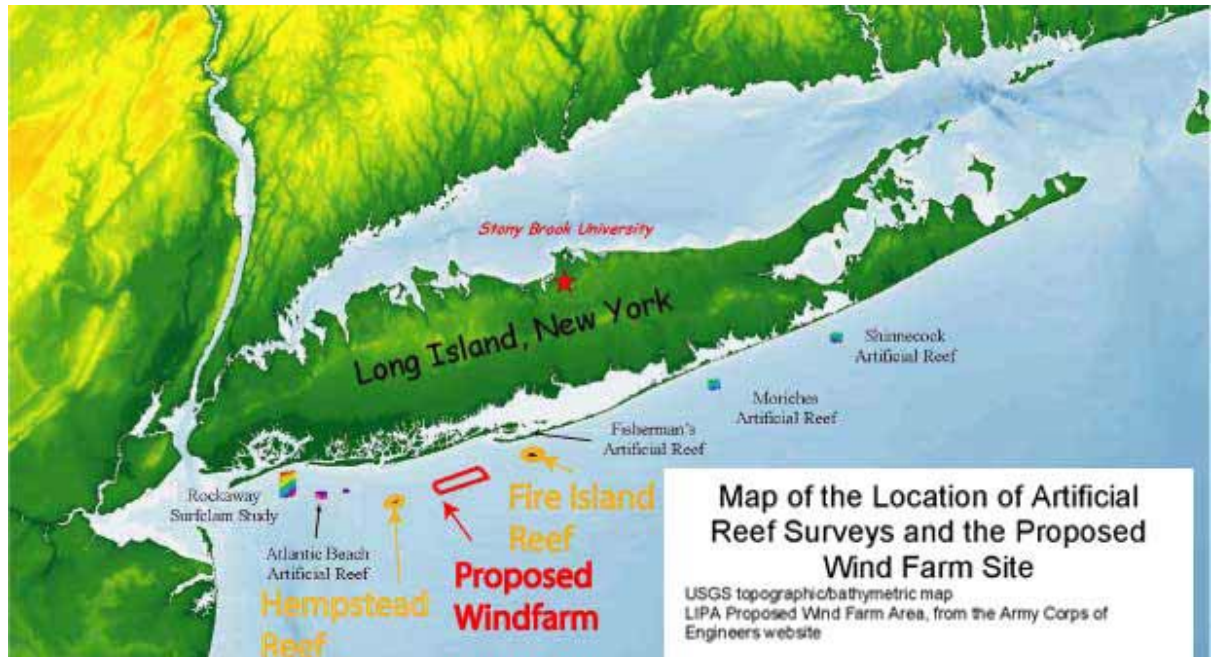 Stony Brook University
Long Island, New York
Shinnecock
Artificial Reef
Moriches
Artificial Reef
Fisherman's
Artificial Reef
Rockaway
Surfclam Study
Atlantic Beach
Artificial Reef
Hempstead
Reef
Proposed
Windfarm
Fire Island
Reef
Map of the Location of Artificial
Reef Surveys and the Proposed
Wind Farm Site
USGS topographic/bathymetric map
LIPA Proposed Wind Farm Area, from the Army Corps of
Engineers website